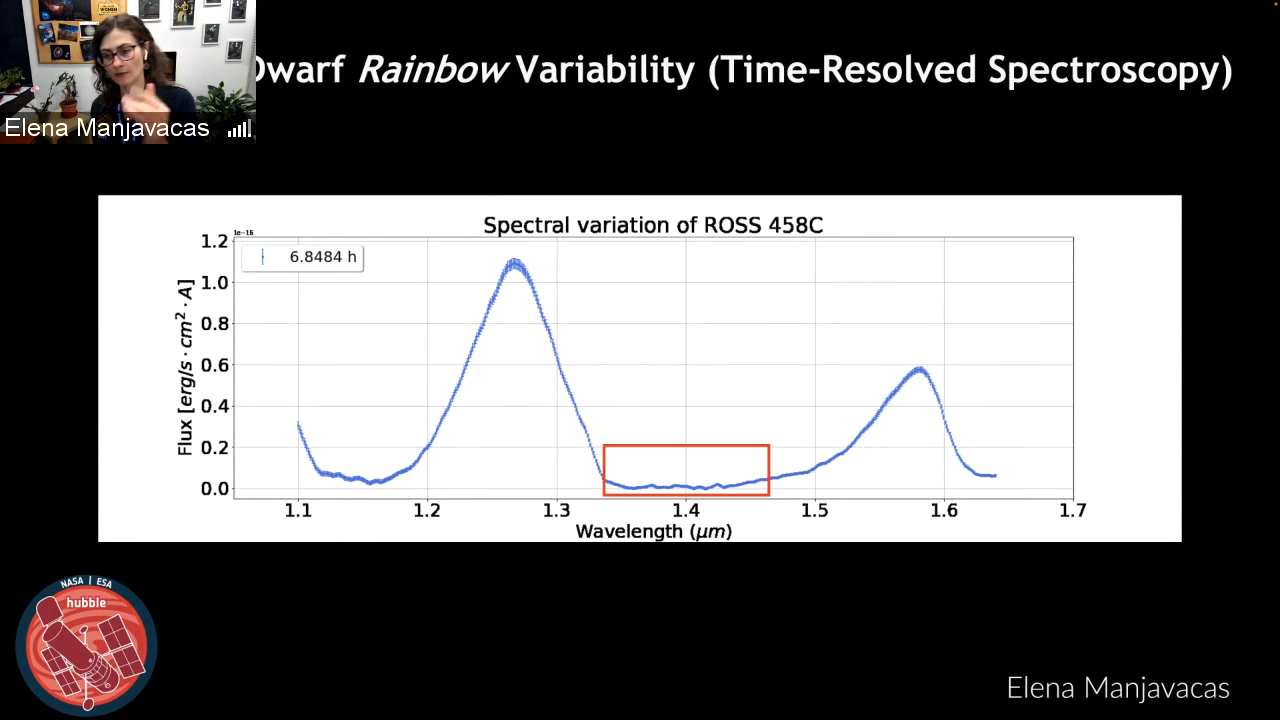 Dwarf Rainbow Variability (Time-Resolved Spectroscopy)
Elena Manjavacas
Spectral variation of ROSS 458C
1e-16
6.8484 h
Flux [erg/s · cm² · A]
1.2
1.0
0.8
0.6
0.4
0.2
0.0
1.1 1.2 1.3 1.4 1.5 1.6 1.7
Wavelength (μm)
NASA | ESA
hubble
Elena Manjavacas